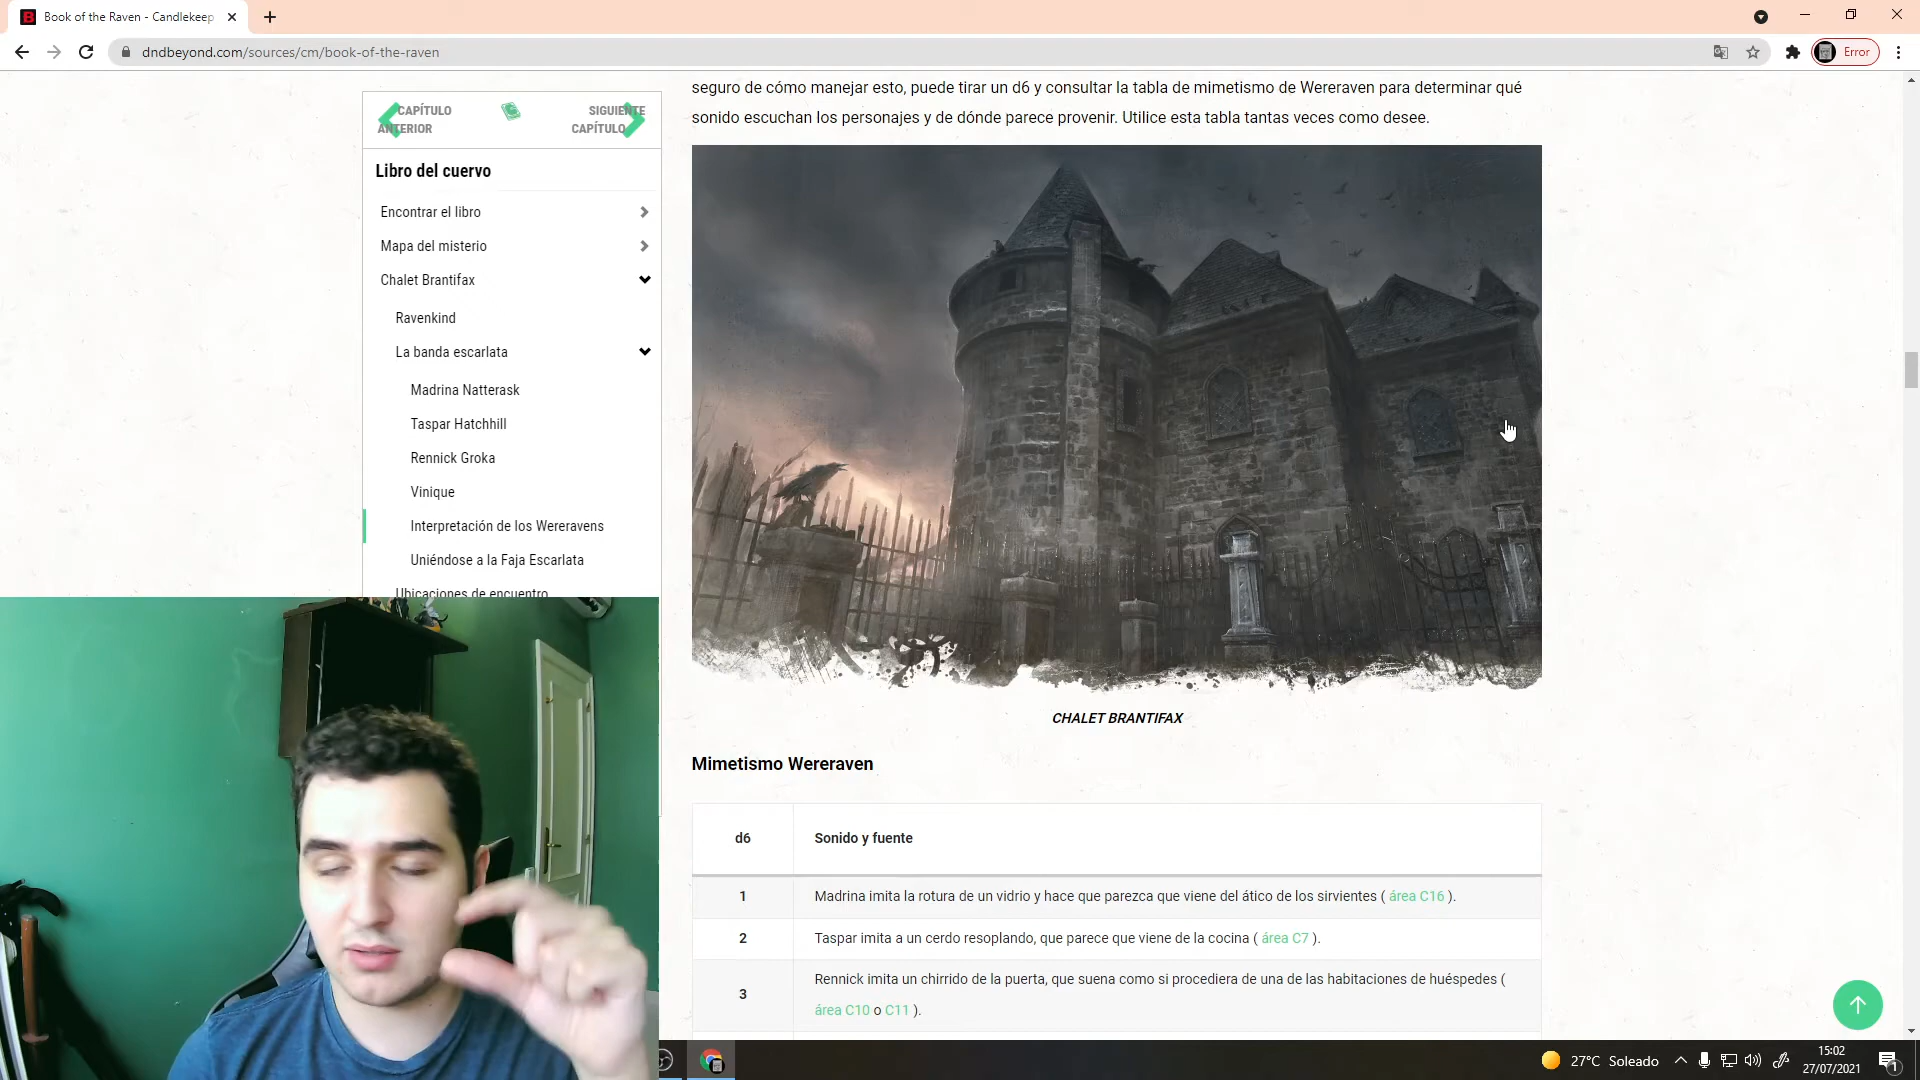 Book of the Raven - Candlekeep
dndbeyond.com/sources/cm/book-of-the-raven
Error
CAPÍTULO
ANTERIOR
SIGUIENTE
CAPÍTULO
Libro del cuervo
Encontrar el libro
Mapa del misterio
Chalet Brantifax
Ravenkind
La banda escarlata
Madrina Natterask
Taspar Hatchhill
Rennick Groka
Vinique
Interpretación de los Wereravens
Uniéndose a la Faja Escarlata
Ubicaciones de encuentro
seguro de cómo manejar esto, puede tirar un d6 y consultar la tabla de mimetismo de Wereraven para determinar qué
sonido escuchan los personajes y de dónde parece provenir. Utilice esta tabla tantas veces como desee.
CHALET BRANTIFAX
Mimetismo Wereraven
d6 Sonido y fuente
1 Madrina imita la rotura de un vidrio y hace que parezca que viene del ático de los sirvientes ( área C16 ).
2 Taspar imita a un cerdo resoplando, que parece que viene de la cocina ( área C7 ).
3 Rennick imita un chirrido de la puerta, que suena como si procediera de una de las habitaciones de huéspedes (
área C10 o C11 ).
27°C Soleado
15:02
27/07/2021
1